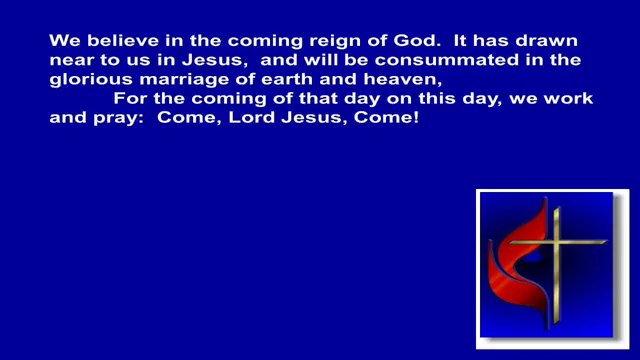 We believe in the coming reign of God.  It has drawn
near to us in Jesus,  and will be consummated in the
glorious marriage of earth and heaven,
For the coming of that day on this day, we work
and pray:  Come, Lord Jesus, Come!